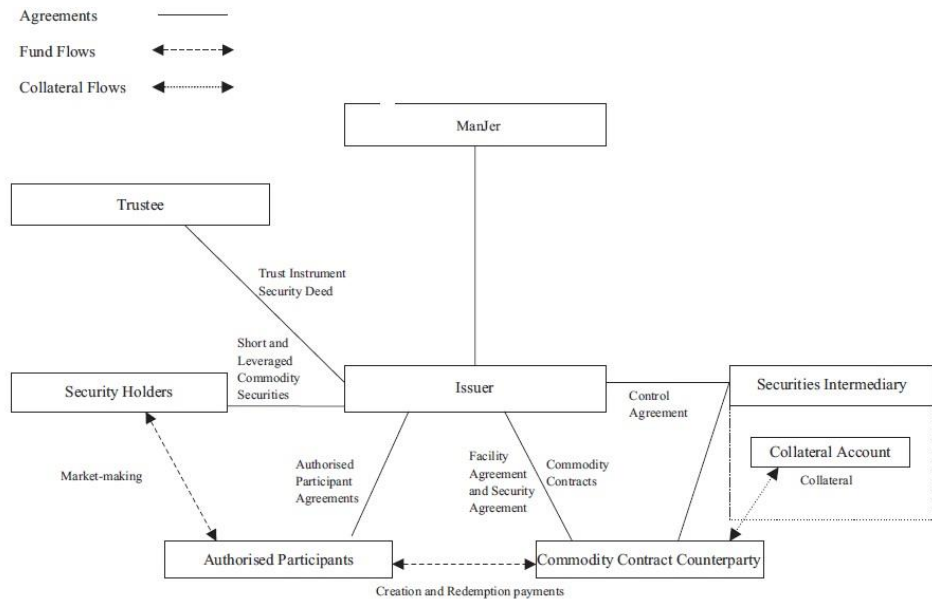 Agreements
Fund Flows
Collateral Flows
ManJer
Trustee
Trust Instrument
Security Deed
Short and
Leveraged
Commodity
Securities
Security Holders
Issuer
Control
Agreement
Securities Intermediary
Collateral Account
Collateral
Market-making
Authorised
Participant
Agreements
Facility
Agreement
and Security
Agreement
Commodity
Contracts
Authorised Participants
Commodity Contract Counterparty
Creation and Redemption payments